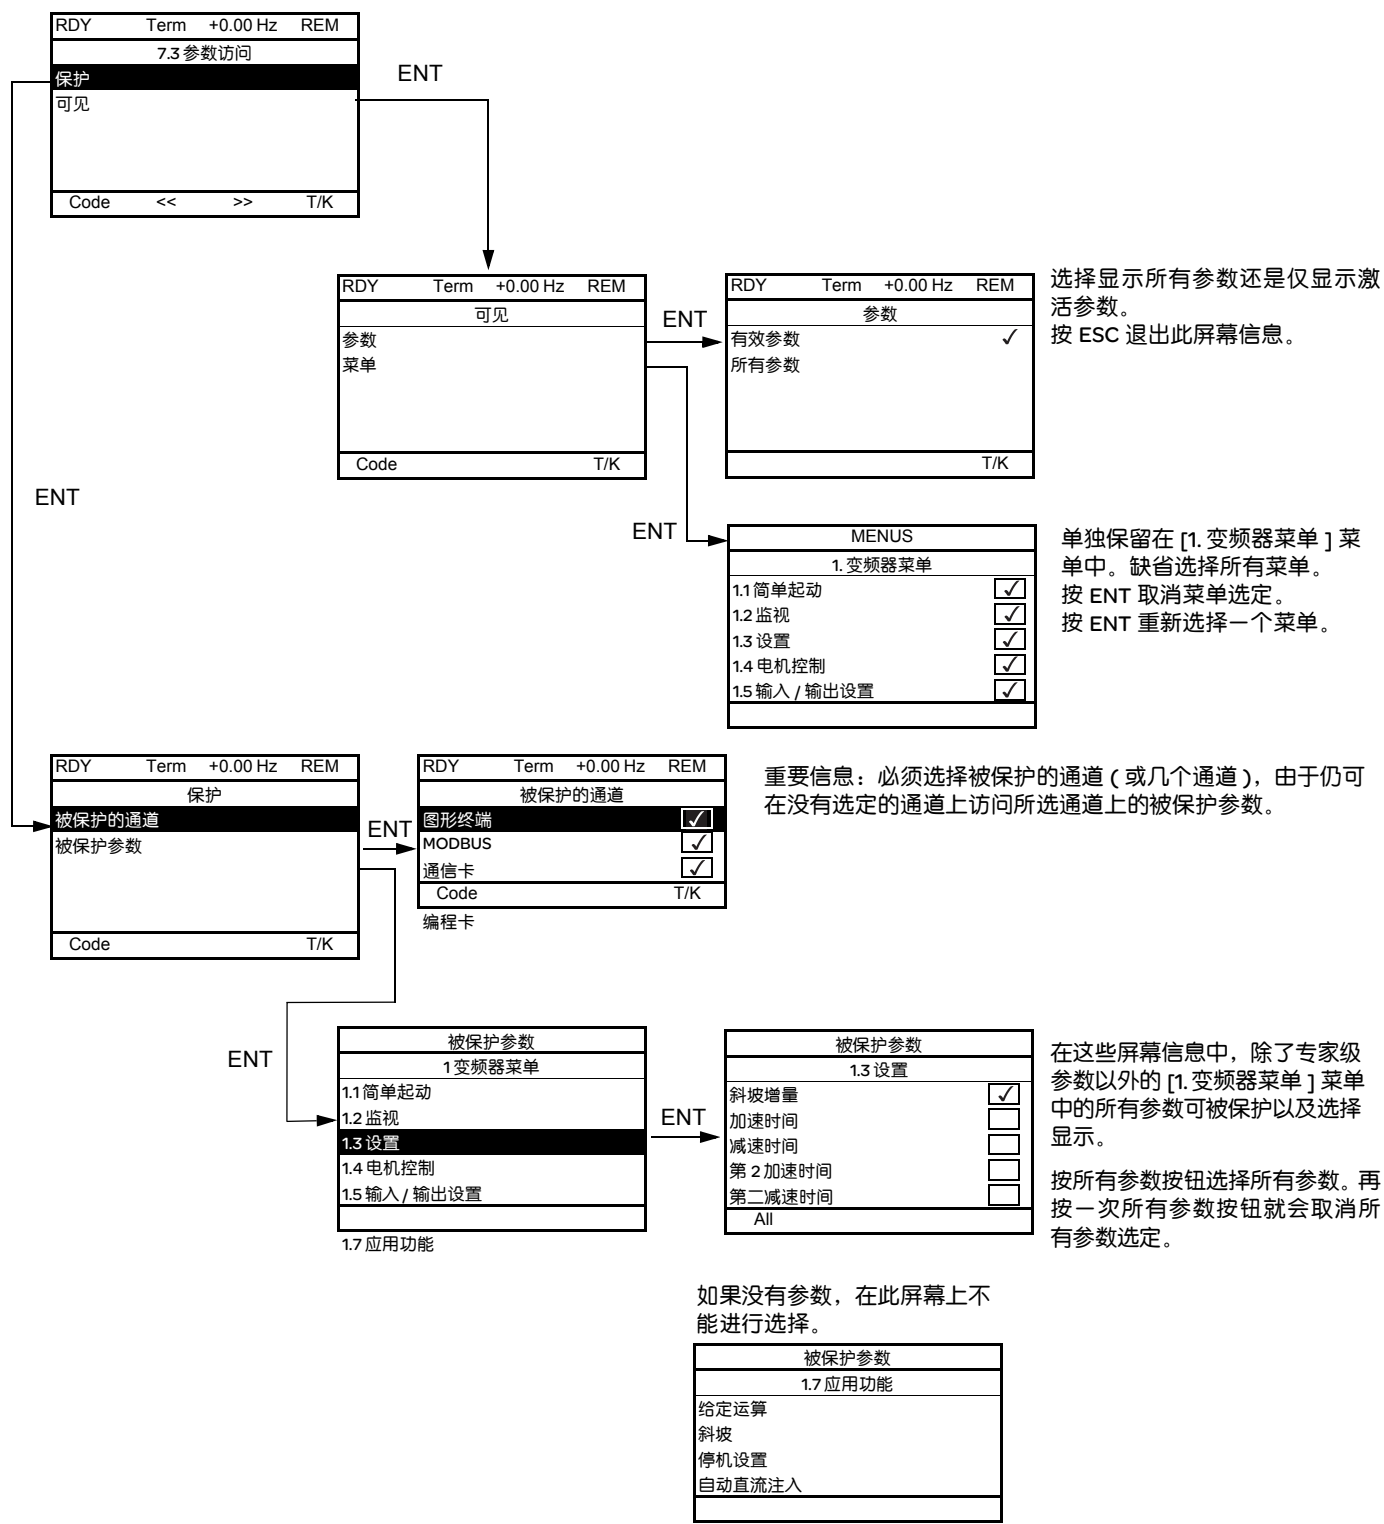 RDY Term +0.00 Hz REM
7.3 参数访问
保护
可见
Code << >> T/K
ENT
RDY Term +0.00 Hz REM
可见
参数
菜单
Code T/K
ENT
RDY Term +0.00 Hz REM
参数
有效参数 ✓
所有参数
T/K
选择显示所有参数还是仅显示激
活参数。
按 ESC 退出此屏幕信息。
ENT
ENT
MENUS
1. 变频器菜单
1.1 简单起动 ✓
1.2 监视 ✓
1.3 设置 ✓
1.4 电机控制 ✓
1.5 输入 / 输出设置 ✓
单独保留在 [1. 变频器菜单 ] 菜
单中。缺省选择所有菜单。
按 ENT 取消菜单选定。
按 ENT 重新选择一个菜单。
RDY Term +0.00 Hz REM
保护
被保护的通道
被保护参数
Code T/K
ENT
RDY Term +0.00 Hz REM
被保护的通道
图形终端 ✓
MODBUS ✓
通信卡 ✓
Code T/K
编程卡
重要信息：必须选择被保护的通道 ( 或几个通道 )，由于仍可
在没有选定的通道上访问所选通道上的被保护参数。
ENT
被保护参数
1 变频器菜单
1.1 简单起动
1.2 监视
1.3 设置
1.4 电机控制
1.5 输入 / 输出设置
1.7 应用功能
ENT
被保护参数
1.3 设置
斜坡增量 ✓
加速时间
减速时间
第 2 加速时间
第二减速时间
All
在这些屏幕信息中，除了专家级
参数以外的 [1. 变频器菜单 ] 菜单
中的所有参数可被保护以及选择
显示。
按所有参数按钮选择所有参数。再
按一次所有参数按钮就会取消所
有参数选定。
如果没有参数，在此屏幕上不
能进行选择。
被保护参数
1.7 应用功能
给定运算
斜坡
停机设置
自动直流注入